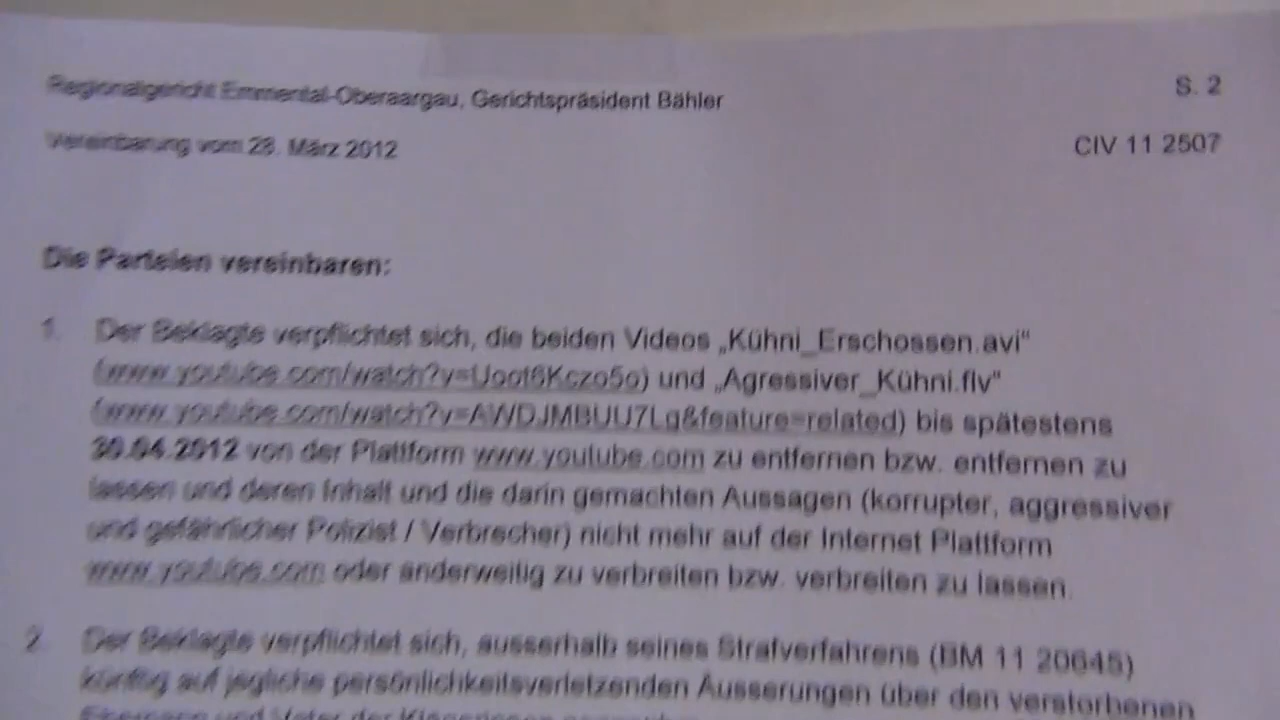 Regionalgericht Emmental-Oberaargau, Gerichtspräsident Bähler
S. 2
Vereinbarung vom 28. März 2012
CIV 11 2507
Die Parteien vereinbaren:
1. Der Beklagte verpflichtet sich, die beiden Videos „Kühni_Erschossen.avi"
(www.youtube.com/watch?v=Uoot6Kczo5o) und „Agressiver_Kühni.flv"
(www.youtube.com/watch?v=AWDJMBUU7Lg&feature=related) bis spätestens
30.04.2012 von der Plattform www.youtube.com zu entfernen bzw. entfernen zu
lassen und deren Inhalt und die darin gemachten Aussagen (korrupter, aggressiver
und gefährlicher Polizist / Verbrecher) nicht mehr auf der Internet Plattform
www.youtube.com oder anderweitig zu verbreiten bzw. verbreiten zu lassen.
2. Der Beklagte verpflichtet sich, ausserhalb seines Strafverfahrens (BM 11 20645)
künftig auf jegliche persönlichkeitsverletzenden Äusserungen über den verstorbenen
Ehemann und Vater der Klägerinnen